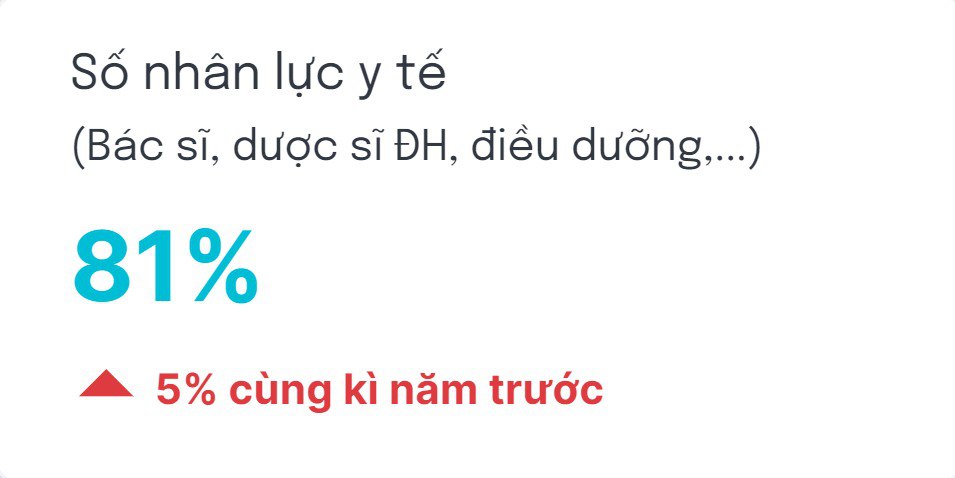 Số nhân lực y tế
(Bác sĩ, dược sĩ ĐH, điều dưỡng,...)
81%
5% cùng kì năm trước